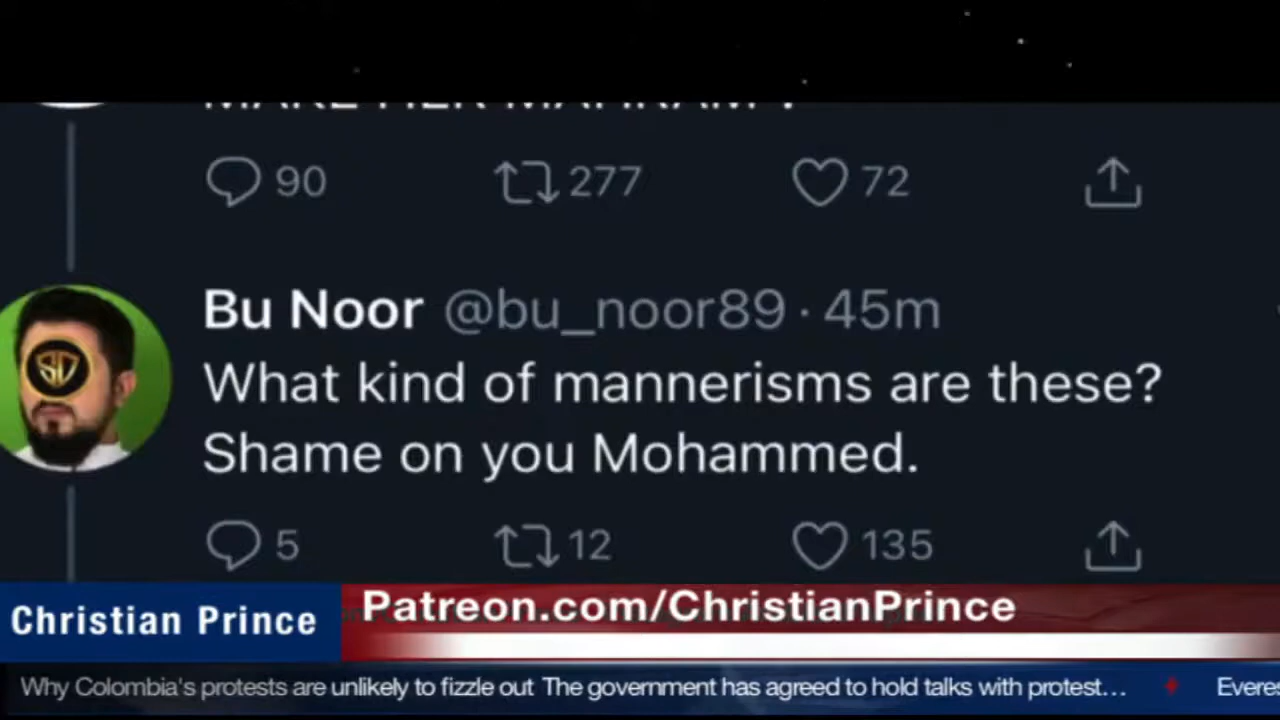 90 277 72
Bu Noor @bu_noor89 · 45m
What kind of mannerisms are these?
Shame on you Mohammed.
5 12 135
Patreon.com/ChristianPrince
Christian Prince
Why Colombia's protests are unlikely to fizzle out The government has agreed to hold talks with protest… Everes